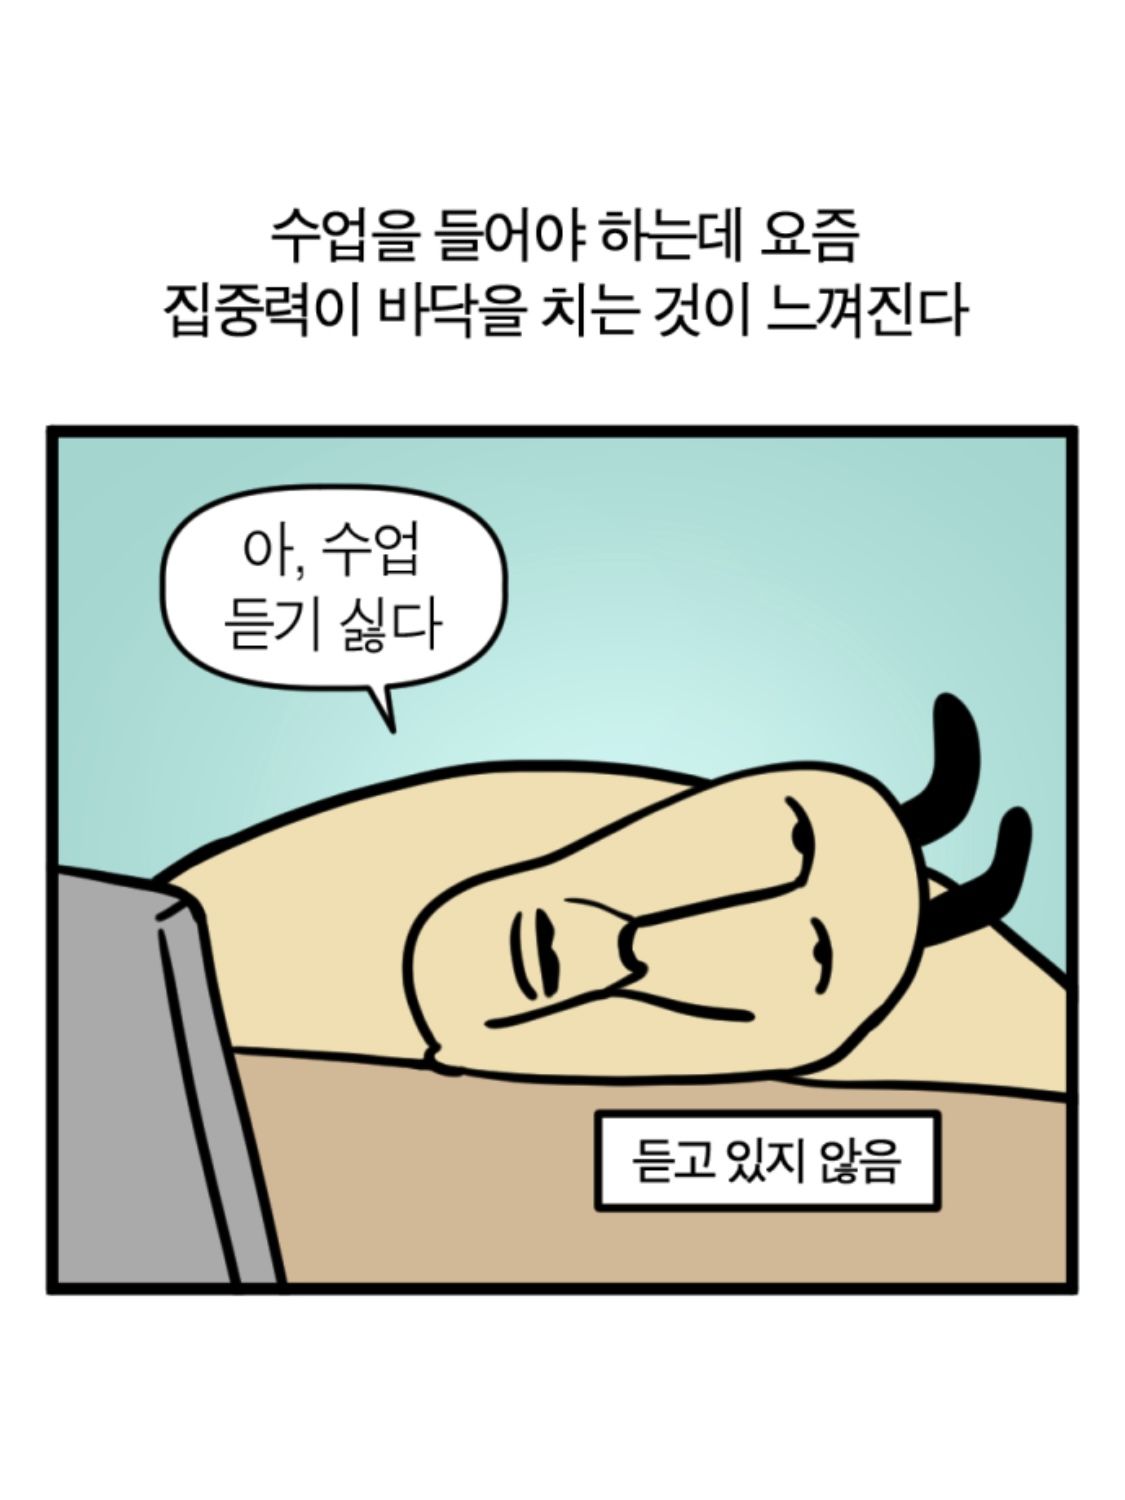 수업을 들어야 하는데 요즘
집중력이 바닥을 치는 것이 느껴진다
아, 수업
듣기 싫다
듣고 있지 않음